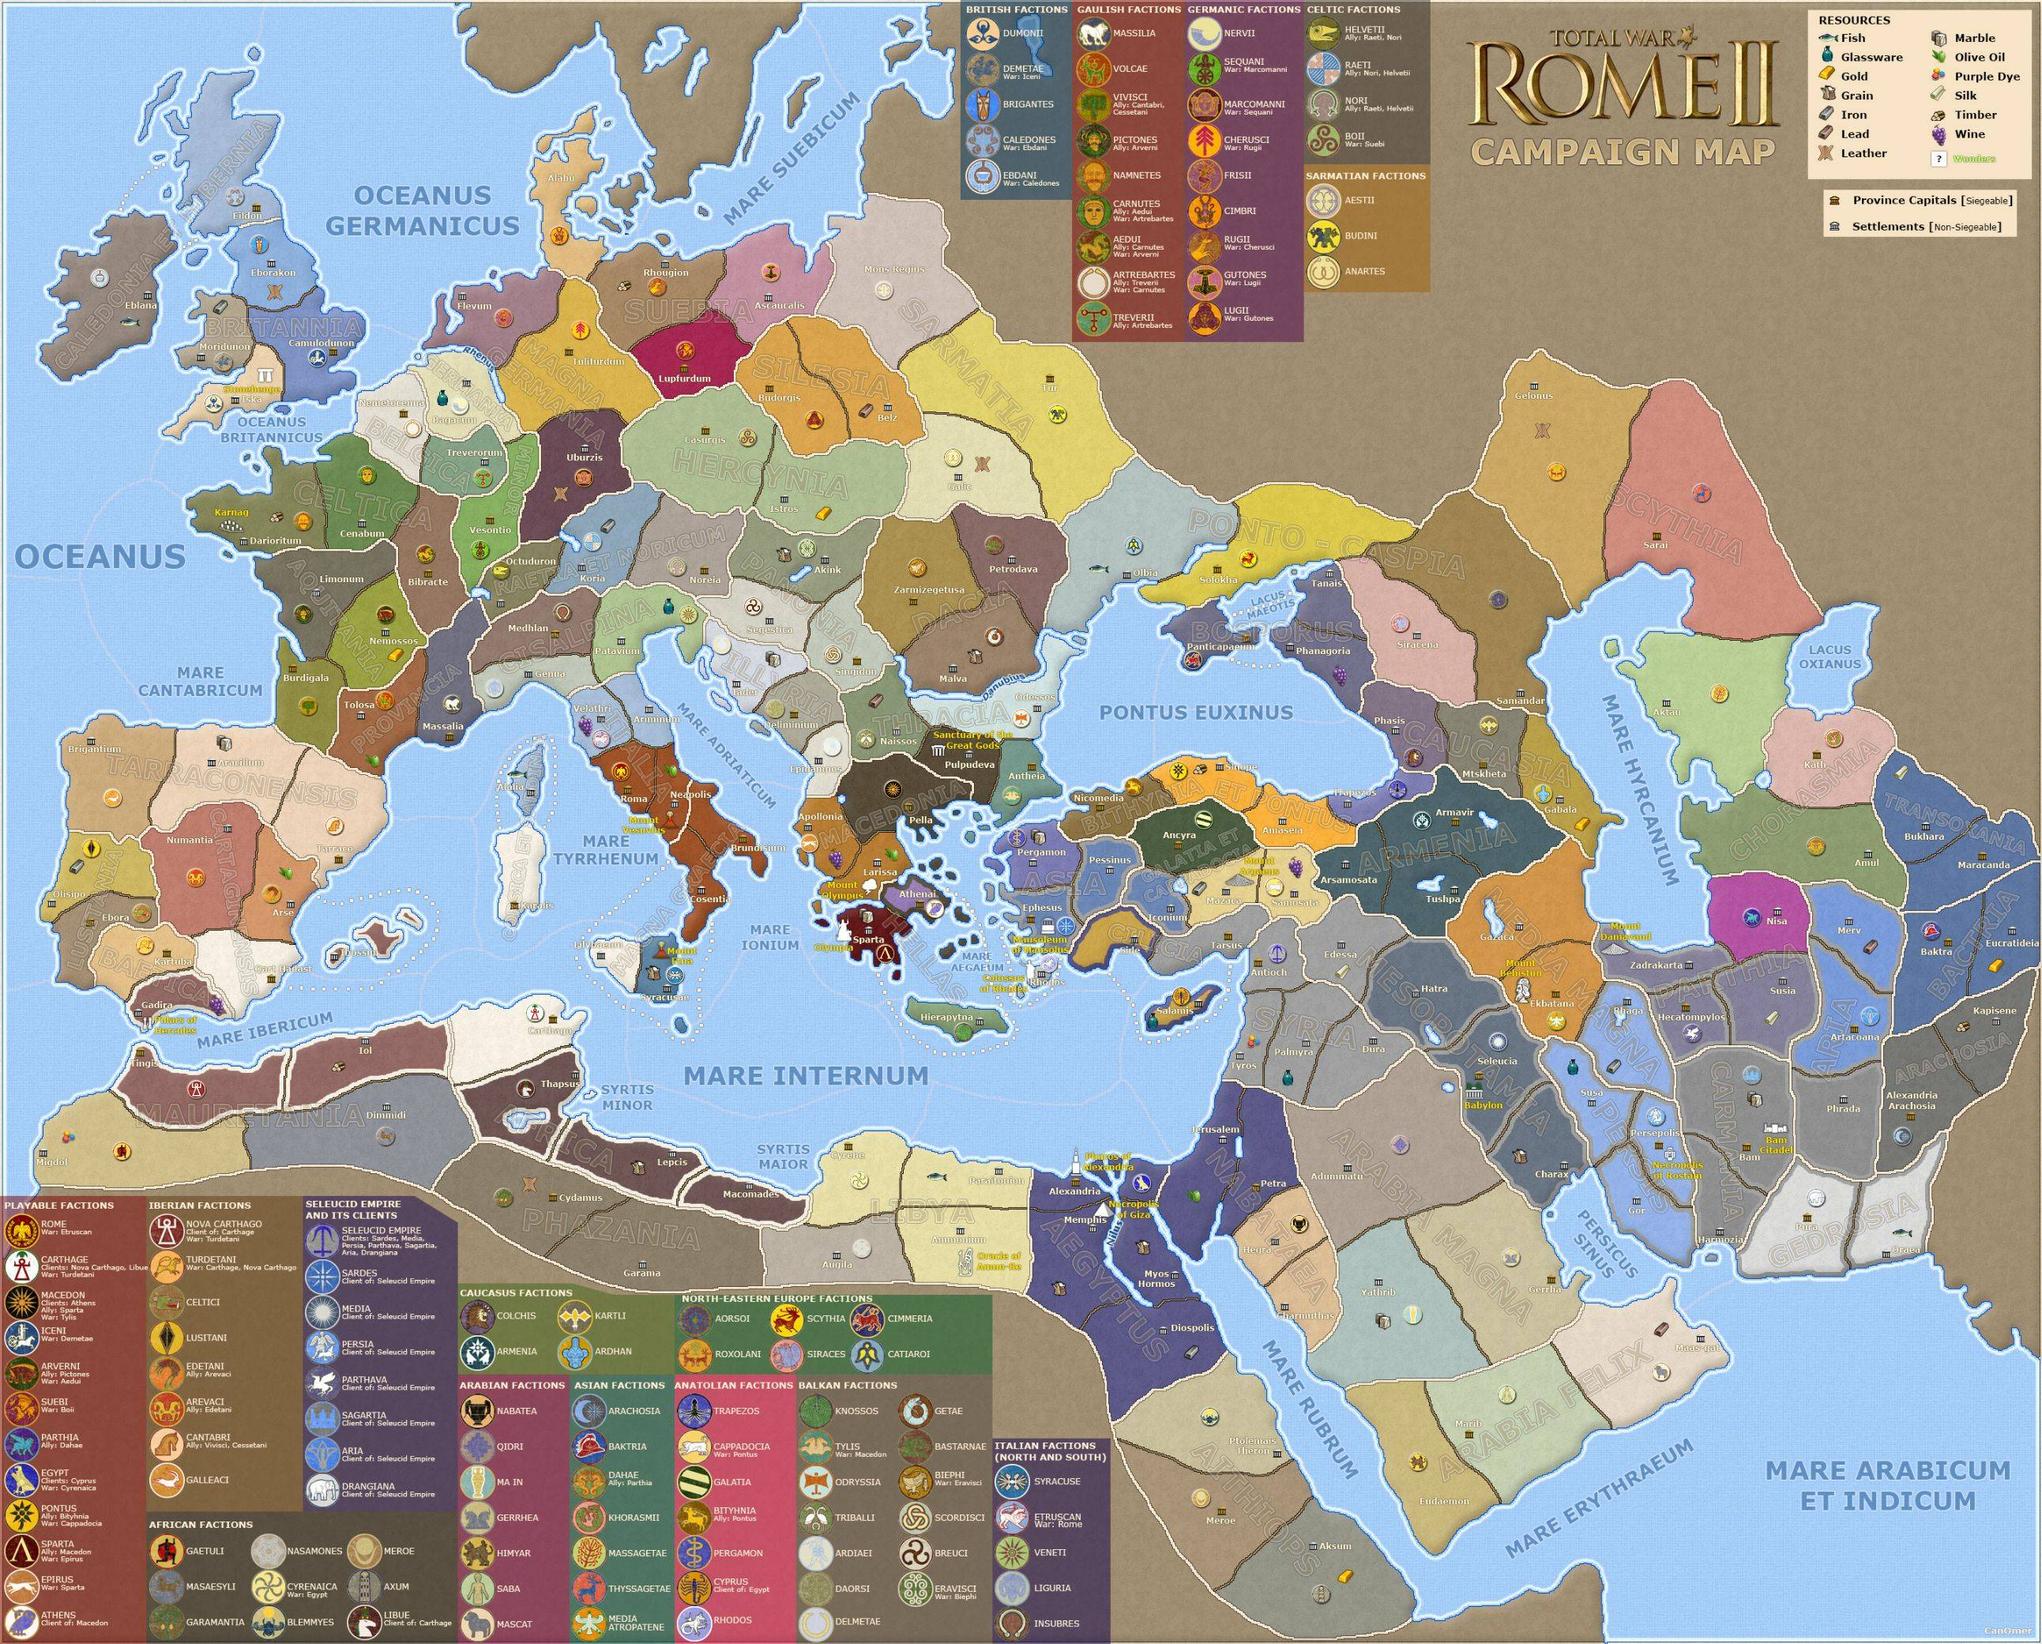 TOTAL WAR
ROME II
CAMPAIGN MAP
RESOURCES
Fish
Glassware
Gold
Grain
Iron
Lead
Leather
Marble
Olive Oil
Purple Dye
Silk
Timber
Wine
? Wonders
Province Capitals [Siegeable]
Settlements [Non-Siegeable]
BRITISH FACTIONS
DUMONII
DEMETAE
War: Iceni
BRIGANTES
CALEDONES
War: Ebdani
EBDANI
War: Caledones
GAULISH FACTIONS
MASSILIA
VOLCAE
VIVISCI
Ally: Cantabri,
Cessetani
PICTONES
Ally: Arverni
NAMNETES
CARNUTES
Ally: Aedui
War: Artrebartes
AEDUI
Ally: Carnutes
War: Arverni
ARTREBARTES
Ally: Treverii
War: Carnutes
TREVERII
Ally: Artrebartes
GERMANIC FACTIONS
NERVII
SEQUANI
War: Marcomanni
MARCOMANNI
War: Sequani
CHERUSCI
War: Rugii
FRISII
CIMBRI
RUGII
War: Cherusci
GUTONES
War: Lugii
LUGII
War: Gutones
CELTIC FACTIONS
HELVETII
Ally: Raeti, Nori
RAETI
Ally: Nori, Helvetii
NORI
Ally: Raeti, Helvetii
BOII
War: Suebi
SARMATIAN FACTIONS
AESTII
BUDINI
ANARTES
OCEANUS
GERMANICUS
MARE SUEBICUM
OCEANUS
BRITANNICUS
OCEANUS
MARE
CANTABRICUM
MARE IBERICUM
MARE
TYRRHENUM
MARE ADRIATICUM
MARE
IONIUM
MARE
AEGAEUM
MARE INTERNUM
SYRTIS
MINOR
SYRTIS
MAIOR
PONTUS EUXINUS
LACUS
MAEOTIS
MARE HYRCANIUM
LACUS
OXIANUS
PERSICUS
SINUS
MARE RUBRUM
MARE ERYTHRAEUM
MARE ARABICUM
ET INDICUM
CALEDONIA ET HIBERNIA
Eildon
Eblana
Eborakon
BRITANNIA
Moridunon
Camulodunon
Stonehenge
Iska
Alabu
Flevum
Rhougion
SUEBIA
Ascaucalis
Lupfurdum
Mons Regins
SARMATIA
Tur
Galic
MAGNA GERMANIA
Tulifurdum
Uburzis
SILESIA
Budorgis
Belz
Rhenus
Nemetocenna
Bagacum
BELGICA
Treverorum
Vesontio
HERCYNIA
Casurgis
Istros
CELTICA
Karnag
Darioritum
Cenabum
Bibracte
AQUITANIA
Limonum
Nemossos
Burdigala
PROVINCIA
Tolosa
Massalia
RAETIA ET NORICUM
Octoduron
Koria
Noreia
PANNONIA
Akink
Segestica
Singidun
DACIA
Zarmizegetusa
Petrodava
Malva
CISALPINA
Medhlan
Patavium
Genua
ITALIA
Velathri
Ariminum
Roma
Neapolis
Mount
Vesuvius
MAGNA GRAECIA
Brundisium
Cosentia
Lilybaeum
Mount
Etna
Syracusae
Alalia
Karalis
ILLYRIA
Iader
Delminium
Epidamnos
THRACIA
Danubius
Odessos
Naissos
Sanctuary of the
Great Gods
Pulpudeva
Antheia
MACEDONIA
Pella
Apollonia
Larissa
Mount
Olympus
HELLAS
Athenai
Olympia
Sparta
Hierapytna
TARRACONENSIS
Brigantium
Aracilium
Tarraco
CARTAGINENSIS
Numantia
Arse
Qart Hadast
LUSITANIA
Olisipo
Ebora
BAETICA
Kartuba
Gadira
Pillars of
Hercules
MAURETANIA
Tingis
Iol
Dimmidi
Migdol
AFRICA
Carthago
Thapsus
Lepcis
Macomades
PHAZANIA
Cydamus
Garama
Augila
LIBYA
Cyrene
Paraitonion
Ammonion
Oracle of
Amun-Re
AEGYPTUS
Pharos of
Alexandria
Alexandria
Memphis
Nilus
Necropolis
of Giza
Myos
Hormos
Diospolis
AETHIOPS
Ptolemais
Theron
Meroe
Aksum
PONTO - CASPIA
Olbia
Solokha
Gelonus
Samandar
SCYTHIA
Sarai
BOSPORUS
Tanais
Panticapaeum
Phanagoria
Siracena
CAUCASIA
Phasis
Mtskheta
Gabala
BITHYNIA ET PONTUS
Nicomedia
Sinope
Amaseia
Trapezos
GALATIA ET CAPPADOCIA
Ancyra
Mount
Argaeus
Mazaca
Iconium
Samosata
ASIA
Pergamon
Pessinus
Ephesus
Mausoleum
of Mausolus
Colossus
of Rhodes
Rhodos
CILICIA
Side
Tarsus
Salamis
ARMENIA
Armavir
Arsamosata
Tushpa
MEDIA
Gazaca
Mount
Behistun
Ekbatana
SYRIA
Antioch
Palmyra
Tyros
MESOPOTAMIA
Edessa
Hatra
Dura
Seleucia
Babylon
Charax
NABATAEA
Jerusalem
Petra
Hegra
Charmuthas
ARABIA MAGNA
Adummatu
Yathrib
Gerrha
ARABIA FELIX
Marib
Eudaemon
Maas-gat
PERSIS
Susa
Persepolis
Necropolis
of Rostam
Gor
Rhaga
CARMANIA
Bam
Bam
Citadel
Harmozia
Phrada
GEDROSIA
Pura
Oraea
PARTHIA
Mount
Damavand
Zadrakarta
Hecatompylos
Susia
Nisa
ARIA
Merv
Artacoana
ARACHOSIA
Kapisene
Alexandria
Arachosia
BACTRIA
Baktra
Eucratideia
TRANSOXANIA
Bukhara
Maracanda
CHORASMIA
Aktau
Kath
Amul
PLAYABLE FACTIONS
ROME
War: Etruscan
CARTHAGE
Clients: Nova Carthago, Libue
War: Turdetani
MACEDON
Clients: Athens
Ally: Sparta
War: Tylis
ICENI
War: Demetae
ARVERNI
Ally: Pictones
War: Aedui
SUEBI
War: Boii
PARTHIA
Ally: Dahae
EGYPT
Clients: Cyprus
War: Cyrenaica
PONTUS
Ally: Bityhnia
War: Cappadocia
SPARTA
Ally: Macedon
War: Epirus
EPIRUS
War: Sparta
ATHENS
Client of: Macedon
IBERIAN FACTIONS
NOVA CARTHAGO
Client of: Carthage
War: Turdetani
TURDETANI
War: Carthage, Nova Carthago
CELTICI
LUSITANI
EDETANI
Ally: Arevaci
AREVACI
Ally: Edetani
CANTABRI
Ally: Vivisci, Cessetani
GALLEACI
AFRICAN FACTIONS
GAETULI
NASAMONES
MEROE
MASAESYLI
CYRENAICA
War: Egypt
AXUM
GARAMANTIA
BLEMMYES
LIBUE
Client of: Carthage
SELEUCID EMPIRE
AND ITS CLIENTS
SELEUCID EMPIRE
Clients: Sardes, Media,
Persia, Parthava, Sagartia,
Aria, Drangiana
SARDES
Client of: Seleucid Empire
MEDIA
Client of: Seleucid Empire
PERSIA
Client of: Seleucid Empire
PARTHAVA
Client of: Seleucid Empire
SAGARTIA
Client of: Seleucid Empire
ARIA
Client of: Seleucid Empire
DRANGIANA
Client of: Seleucid Empire
CAUCASUS FACTIONS
COLCHIS
KARTLI
ARMENIA
ARDHAN
NORTH-EASTERN EUROPE FACTIONS
AORSOI
SCYTHIA
CIMMERIA
ROXOLANI
SIRACES
CATIAROI
ARABIAN FACTIONS
NABATEA
QIDRI
MA IN
GERRHEA
HIMYAR
SABA
MASCAT
ASIAN FACTIONS
ARACHOSIA
BAKTRIA
DAHAE
Ally: Parthia
KHORASMII
MASSAGETAE
THYSSAGETAE
MEDIA
ATROPATENE
ANATOLIAN FACTIONS
TRAPEZOS
CAPPADOCIA
War: Pontus
GALATIA
BITYHNIA
Ally: Pontus
PERGAMON
CYPRUS
Client of: Egypt
RHODOS
BALKAN FACTIONS
KNOSSOS
GETAE
TYLIS
War: Macedon
BASTARNAE
ODRYSSIA
BIEPHI
War: Eravisci
TRIBALLI
SCORDISCI
ARDIAEI
BREUCI
DAORSI
ERAVISCI
War: Biephi
DELMETAE
ITALIAN FACTIONS
(NORTH AND SOUTH)
SYRACUSE
ETRUSCAN
War: Rome
VENETI
LIGURIA
INSUBRES
CanOmer